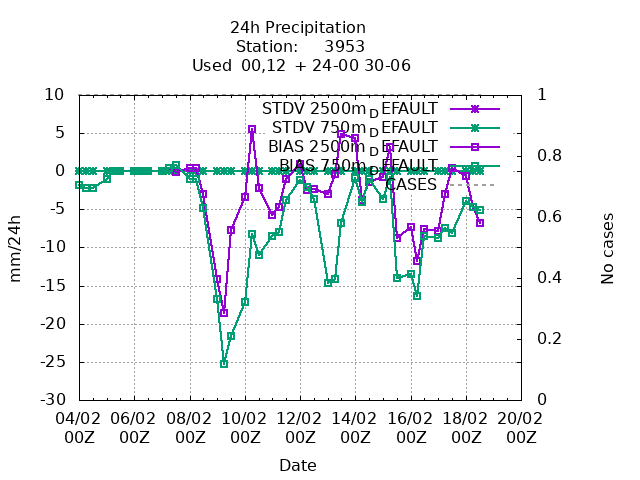 24h Precipitation
Station: 3953
Used 00,12 + 24-00 30-06
STDV 2500m_DEFAULT
STDV 750m_DEFAULT
BIAS 2500m_DEFAULT
BIAS 750m_DEFAULT
CASES
10
5
0
-5
-10
-15
-20
-25
-30
mm/24h
1
0.8
0.6
0.4
0.2
0
No cases
04/02 06/02 08/02 10/02 12/02 14/02 16/02 18/02 20/02
00Z 00Z 00Z 00Z 00Z 00Z 00Z 00Z 00Z
Date